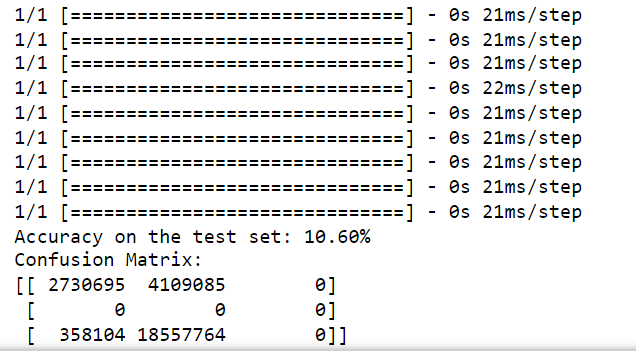 1/1 [==============================] - 0s 21ms/step
1/1 [==============================] - 0s 21ms/step
1/1 [==============================] - 0s 21ms/step
1/1 [==============================] - 0s 22ms/step
1/1 [==============================] - 0s 21ms/step
1/1 [==============================] - 0s 21ms/step
1/1 [==============================] - 0s 21ms/step
1/1 [==============================] - 0s 21ms/step
1/1 [==============================] - 0s 21ms/step
Accuracy on the test set: 10.60%
Confusion Matrix:
[[ 2730695  4109085        0]
 [       0        0        0]
 [  358104 18557764        0]]